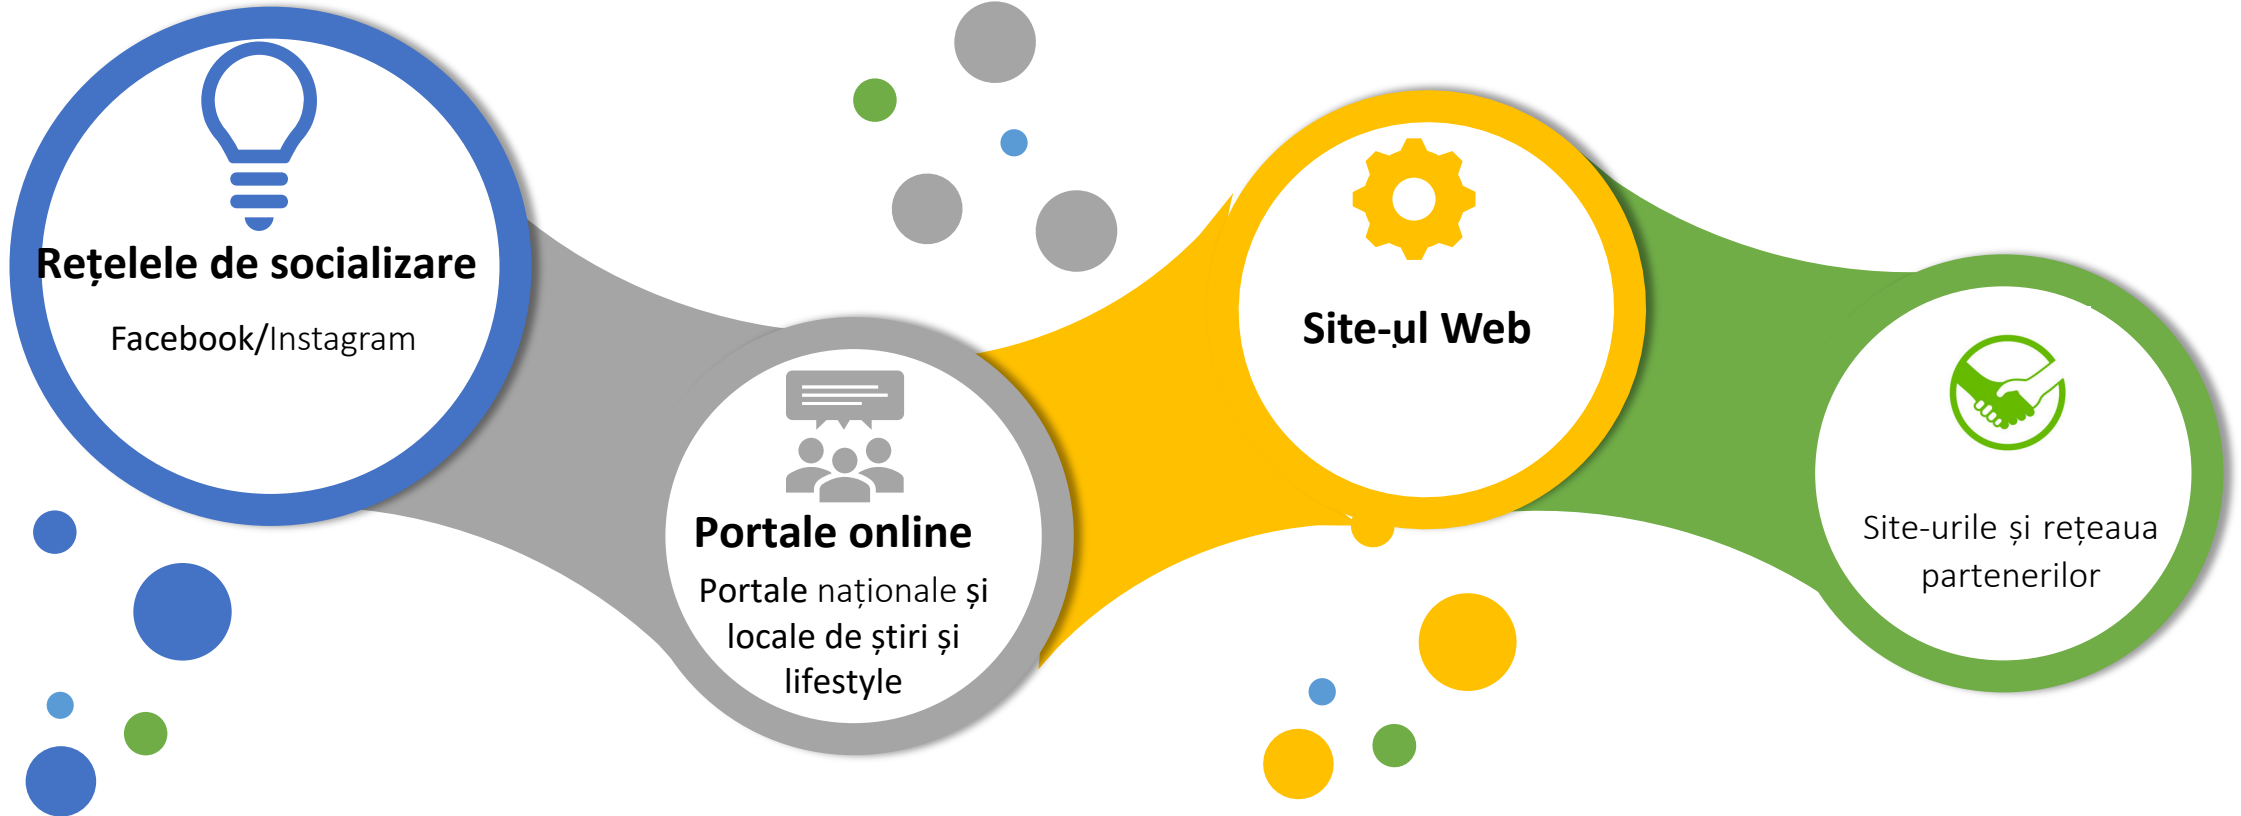 Rețelele de socializare
Facebook/Instagram
Portale online
Portale naționale și
locale de știri și
lifestyle
Site-ul Web
Site-urile și rețeaua
partenerilor